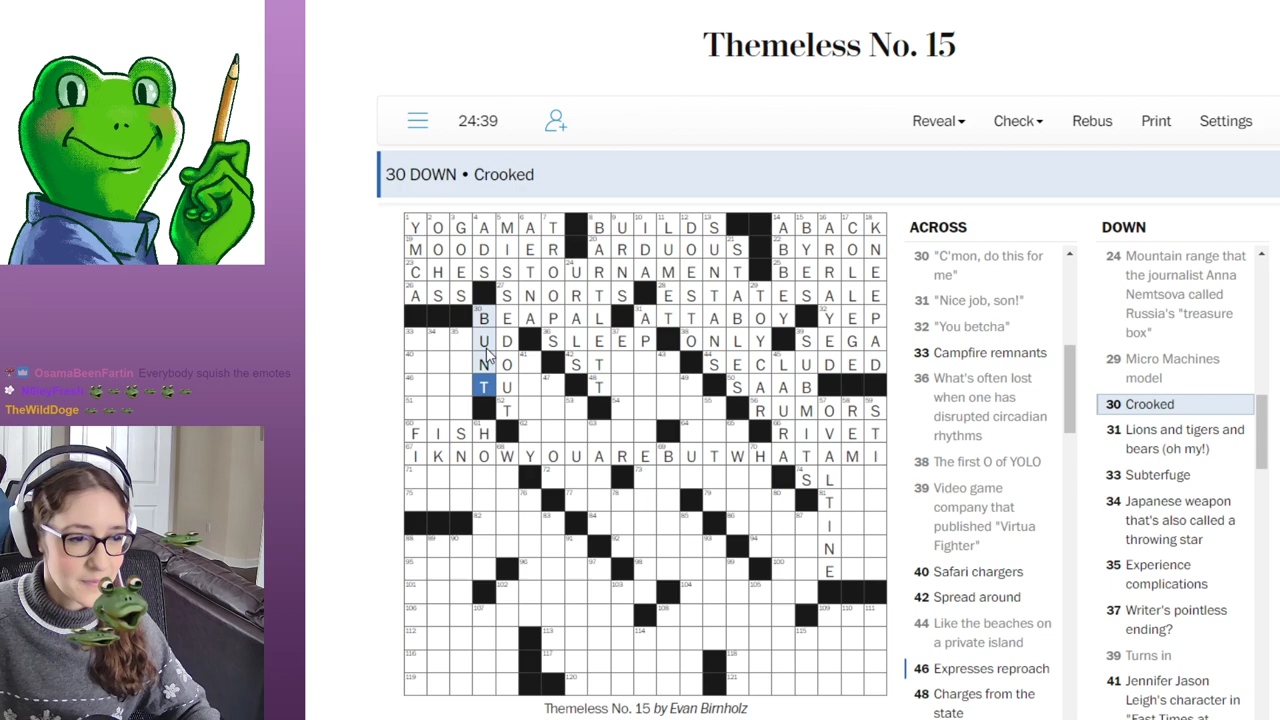 Themeless No. 15
24:39
Reveal
Check
Rebus
Print
Settings
30 DOWN • Crooked
Y O G A M A T B U I L D S A B A C K
M O O D I E R A R D U O U S B Y R O N
C H E S S T O U R N A M E N T B E R L E
A S S S N O R T S E S T A T E S A L E
B E A P A L A T T A B O Y Y E P
U D S L E E P O N L Y S E G A
N O S T S E C L U D E D
T U T S A A B
T R U M O R S
F I S H R I V E T
I K N O W Y O U A R E B U T W H A T A M I
S L
T
I
N
E
Themeless No. 15 by Evan Birnholz
ACROSS
30 "C'mon, do this for
me"
31 "Nice job, son!"
32 "You betcha"
33 Campfire remnants
36 What's often lost
when one has
disrupted circadian
rhythms
38 The first O of YOLO
39 Video game
company that
published "Virtua
Fighter"
40 Safari chargers
42 Spread around
44 Like the beaches on
a private island
46 Expresses reproach
48 Charges from the
state
DOWN
24 Mountain range that
the journalist Anna
Nemtsova called
Russia's "treasure
box"
29 Micro Machines
model
30 Crooked
31 Lions and tigers and
bears (oh my!)
33 Subterfuge
34 Japanese weapon
that's also called a
throwing star
35 Experience
complications
37 Writer's pointless
ending?
39 Turns in
41 Jennifer Jason
Leigh's character in
"Fast Times at
OsamaBeenFartin Everybody squish the emotes
NilleyFresh
TheWildDoge